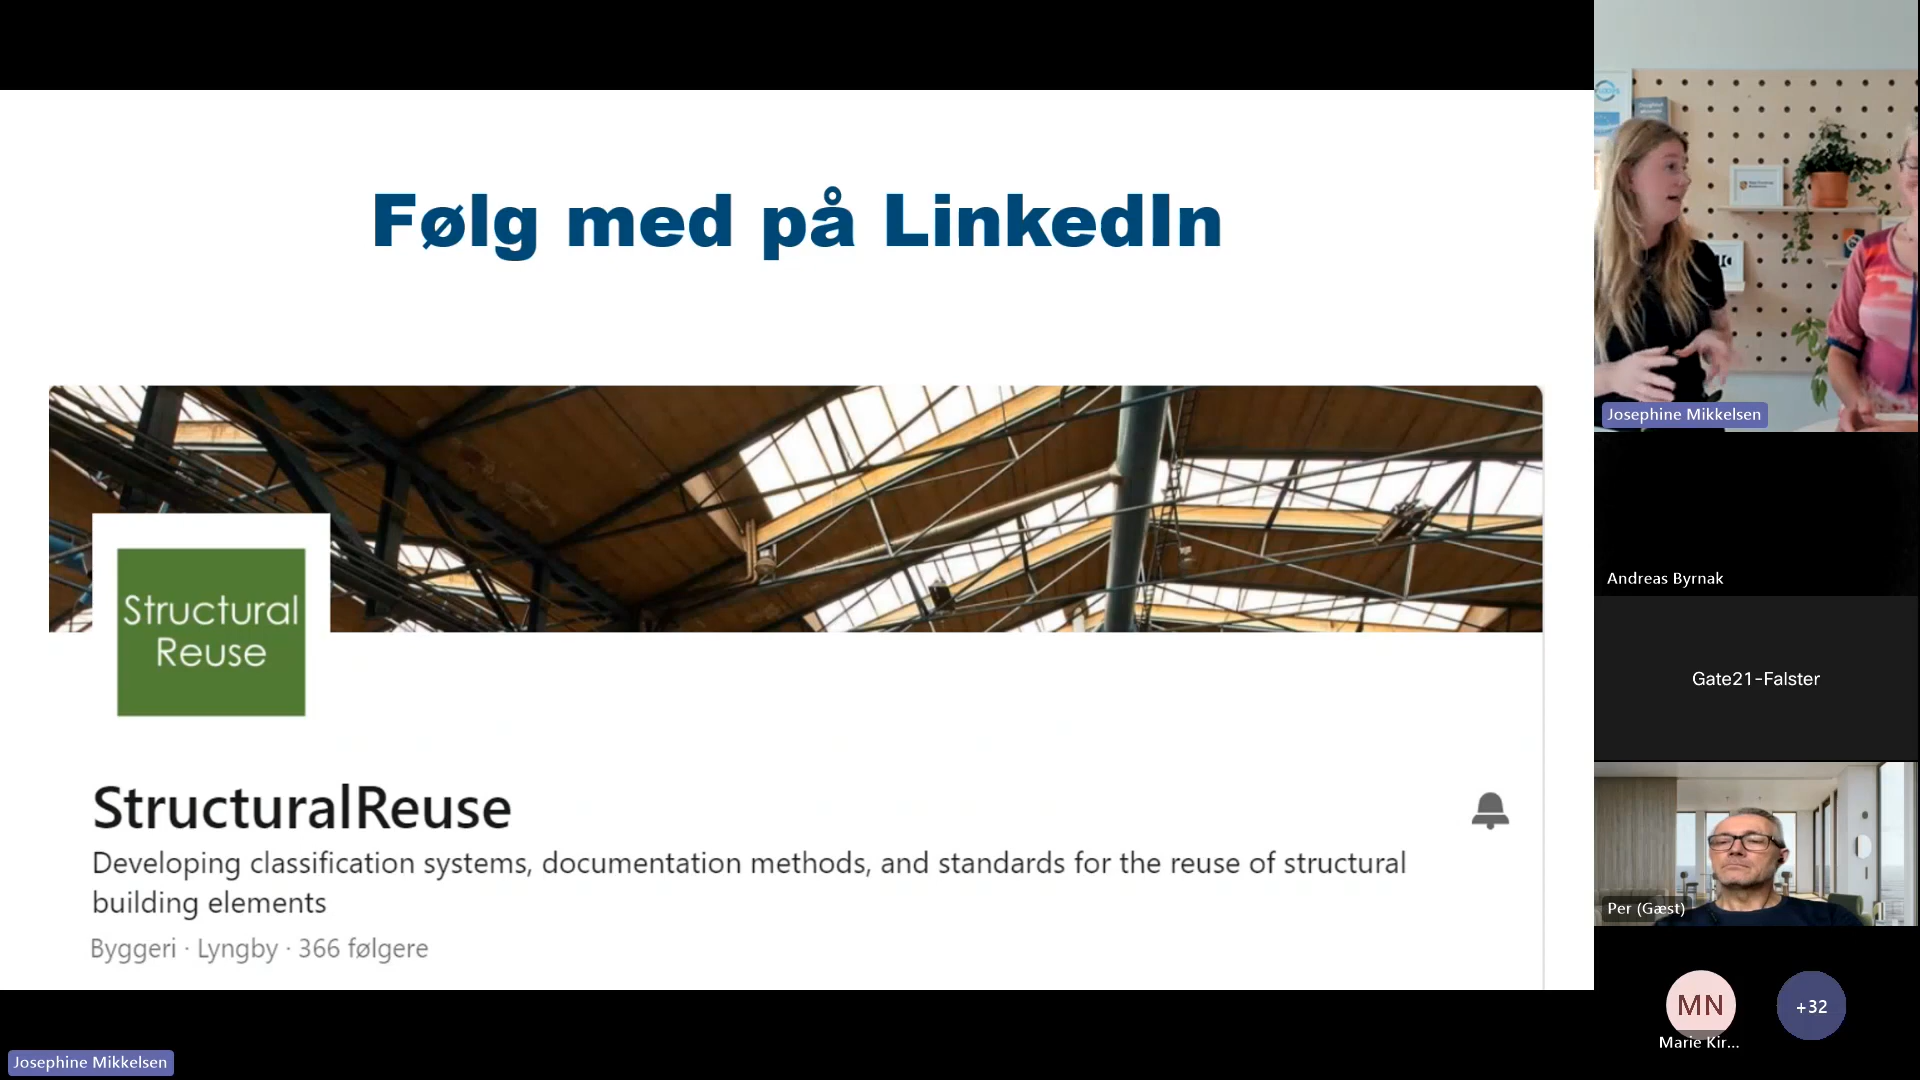 Følg med på LinkedIn
Structural
Reuse
StructuralReuse
Developing classification systems, documentation methods, and standards for the reuse of structural
building elements
Byggeri · Lyngby · 366 følgere
Josephine Mikkelsen
Josephine Mikkelsen
Andreas Byrnak
Gate21-Falster
Per (Gæst)
MN
Marie Kir...
+32